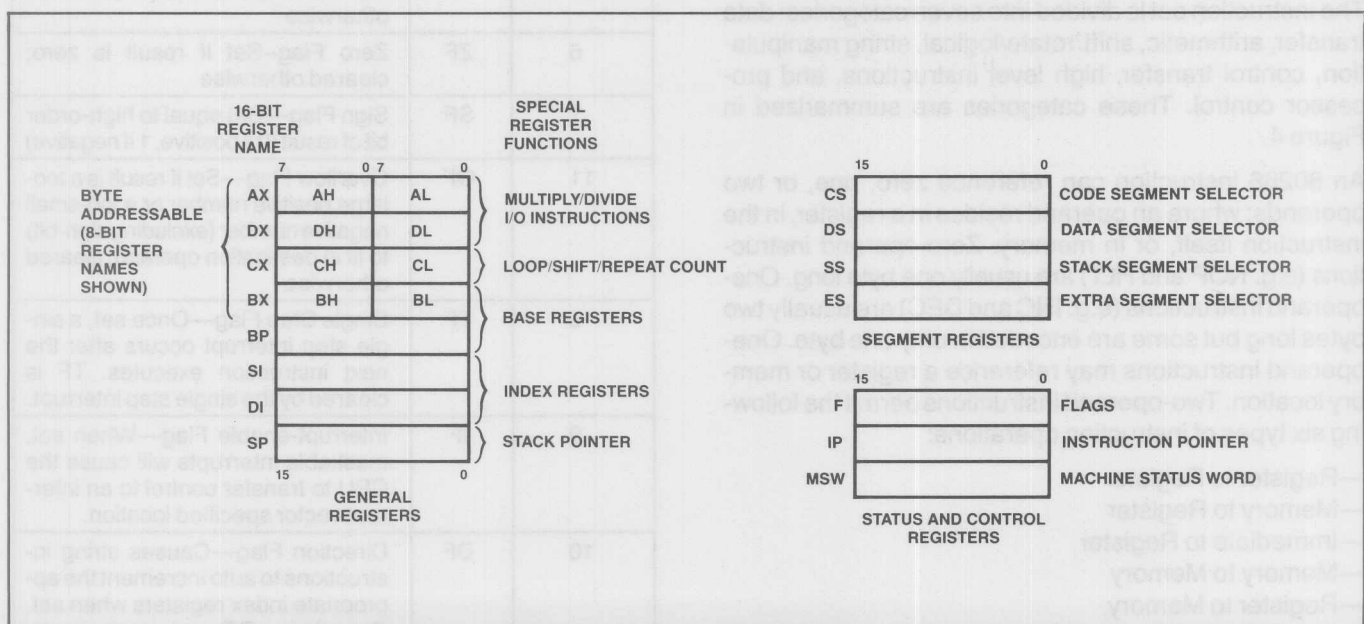 16-BIT
REGISTER
NAME
SPECIAL
REGISTER
FUNCTIONS
7 0 7 0
BYTE
ADDRESSABLE
(8-BIT
REGISTER
NAMES
SHOWN)
AX AH AL
DX DH DL
MULTIPLY/DIVIDE
I/O INSTRUCTIONS
CX CH CL LOOP/SHIFT/REPEAT COUNT
BX BH BL
BP
BASE REGISTERS
SI
DI
INDEX REGISTERS
SP STACK POINTER
15 0
GENERAL
REGISTERS
15 0
CS CODE SEGMENT SELECTOR
DS DATA SEGMENT SELECTOR
SS STACK SEGMENT SELECTOR
ES EXTRA SEGMENT SELECTOR
SEGMENT REGISTERS
15 0
F FLAGS
IP INSTRUCTION POINTER
MSW MACHINE STATUS WORD
STATUS AND CONTROL
REGISTERS